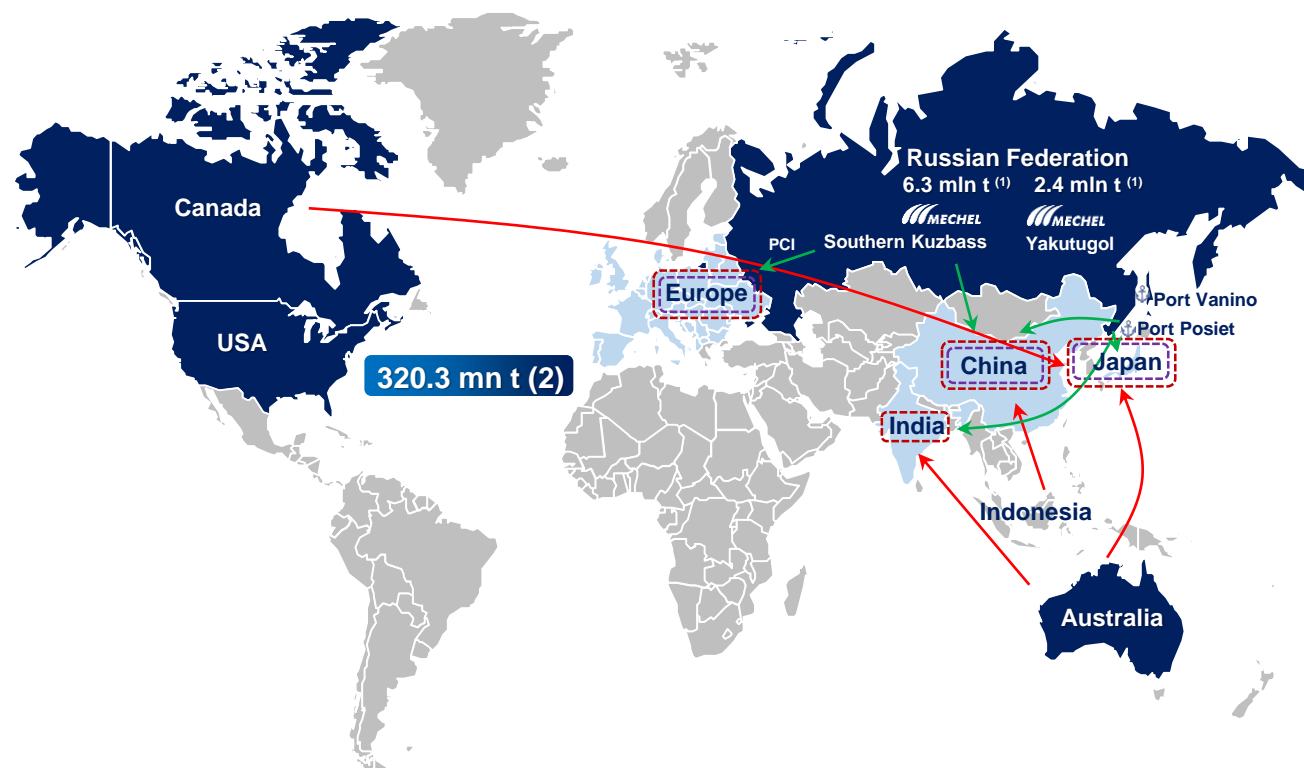 Russian Federation
6.3 mln t (1) 2.4 mln t (1)
MECHEL MECHEL
Canada
PCI Southern Kuzbass Yakutugol
Europe
Port Vanino
Port Posiet
USA
320.3 mn t (2)
China
Japan
India
Indonesia
Australia